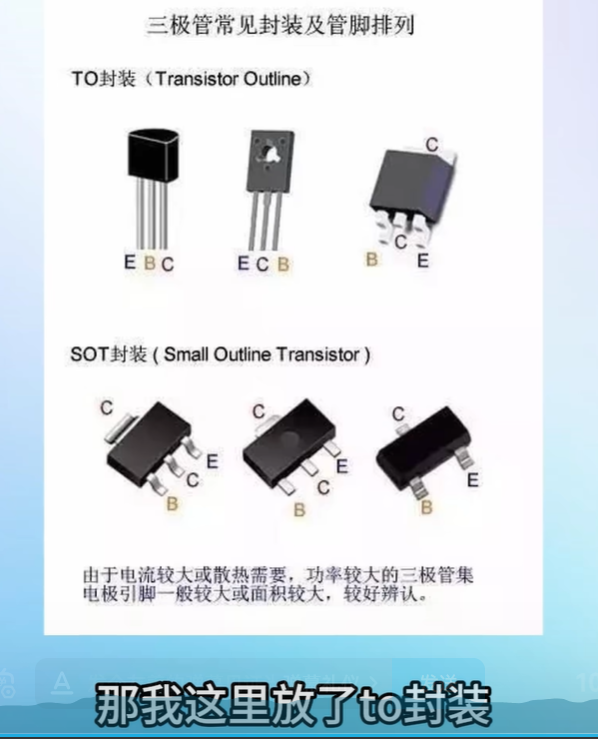 三极管常见封装及管脚排列
TO封装（Transistor Outline）
C
C
E B C
E C B
B
E
SOT封装 ( Small Outline Transistor )
C
E
C
B
C
E
C
B
C
E
B
由于电流较大或散热需要，功率较大的三极管集
电极引脚一般较大或面积较大，较好辨认。
A
发送
10
那我这里放了to封装